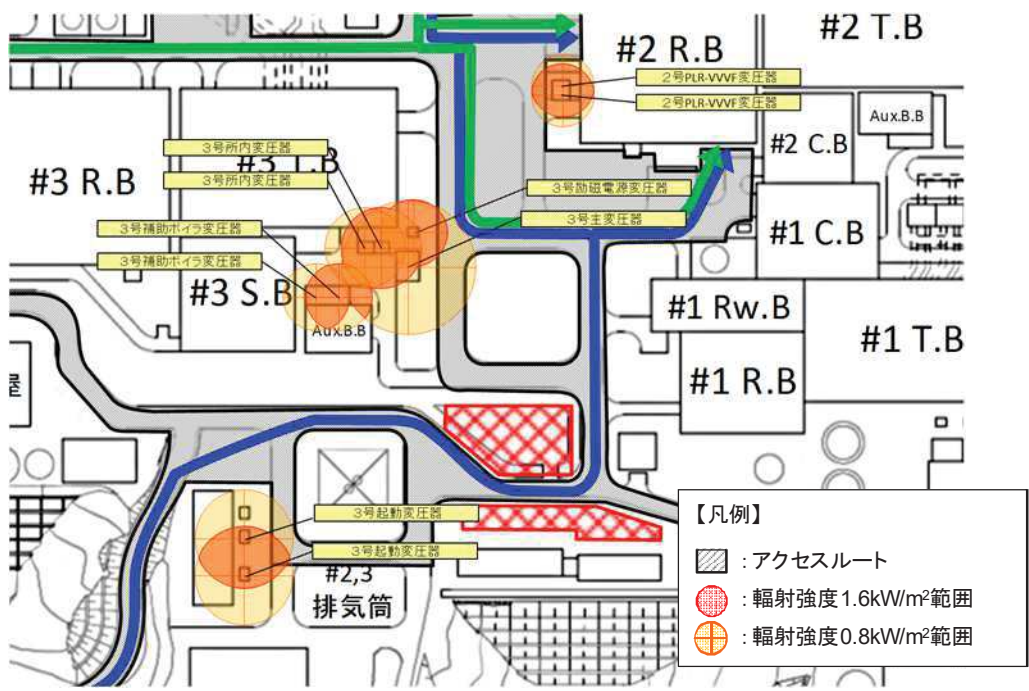 #2 T.B
#2 R.B
2号PLR-VVVF変圧器
2号PLR-VVVF変圧器
Aux.B.B
#2 C.B
3号所内変圧器
#3 T.B
3号所内変圧器
#3 R.B
3号励磁電源変圧器
3号主変圧器
3号補助ボイラ変圧器
3号補助ボイラ変圧器
#1 C.B
#3 S.B
Aux.B.B
#1 Rw.B
#1 T.B
#1 R.B
屋
3号起動変圧器
3号起動変圧器
#2,3
排気筒
【凡例】
：アクセスルート
：輻射強度1.6kW/m²範囲
：輻射強度0.8kW/m²範囲